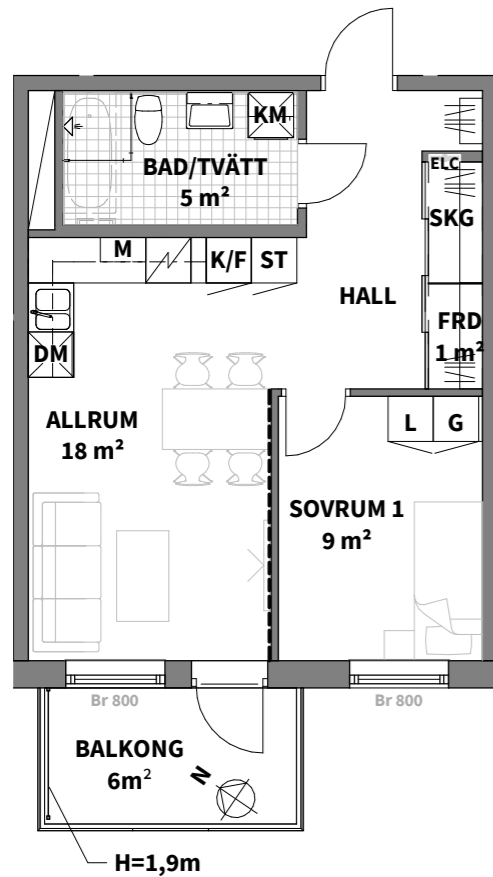 KM
BAD/TVÄTT
5 m²
ELC
SKG
M
K/F
ST
HALL
FRD
1 m²
DM
ALLRUM
18 m²
L
G
SOVRUM 1
9 m²
Br 800
Br 800
BALKONG
6m²
N
H=1,9m